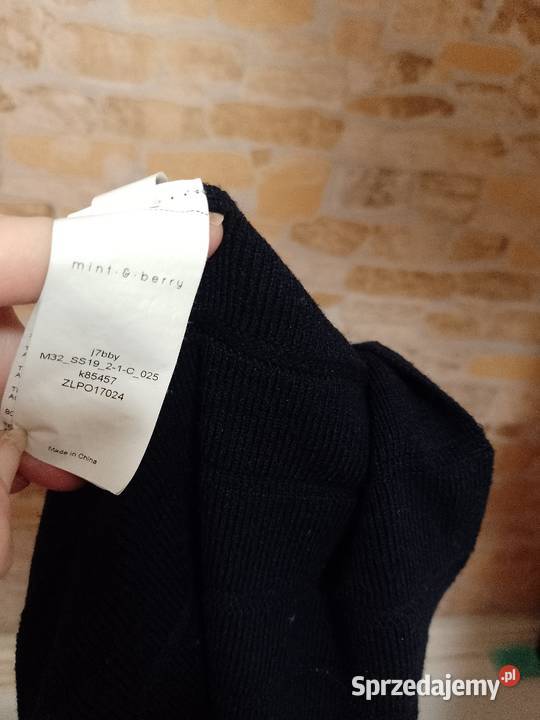 mint·&·berry
j7bby
M32_SS19_2-1-C_025
k85457
ZLPO17024
Made in China
Sprzedajemy.pl